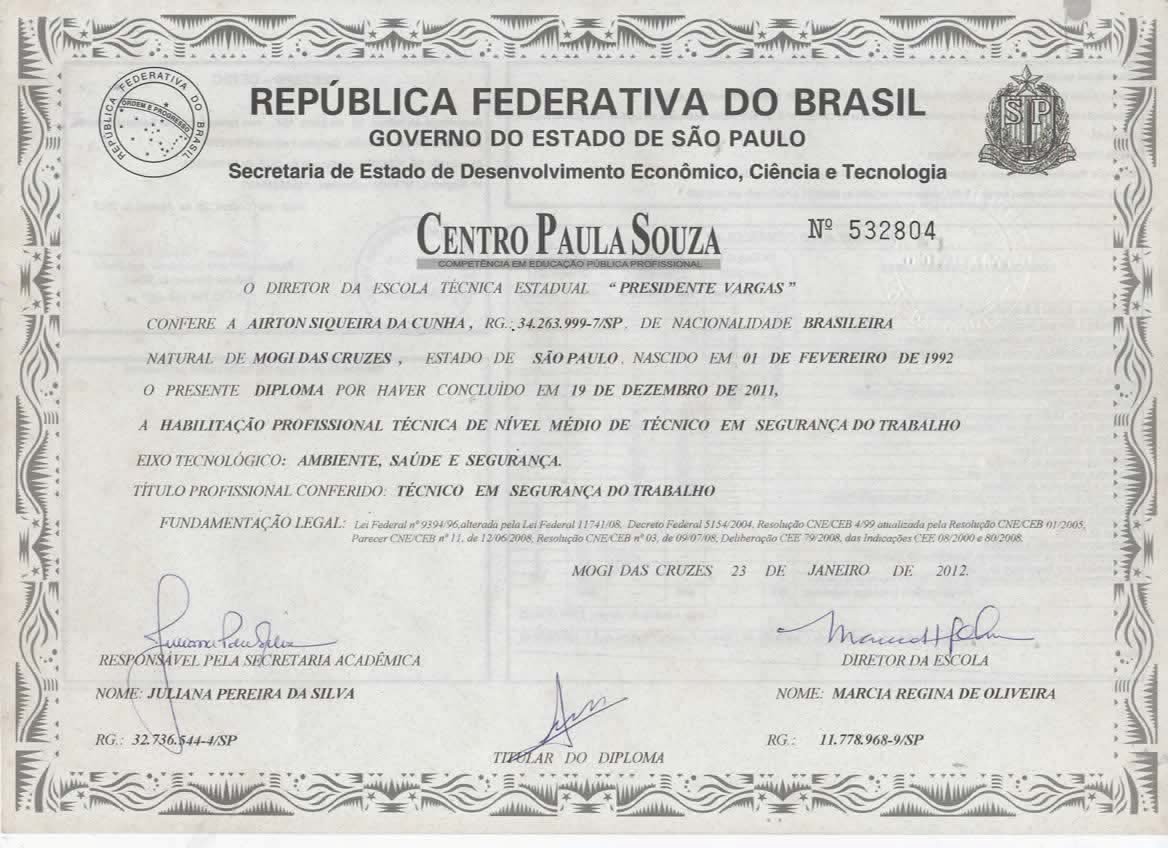 REPÚBLICA FEDERATIVA DO BRASIL
ORDEM E PROGRESSO
SP
REPÚBLICA FEDERATIVA DO BRASIL
GOVERNO DO ESTADO DE SÃO PAULO
Secretaria de Estado de Desenvolvimento Econômico, Ciência e Tecnologia
CENTRO PAULA SOUZA
COMPETÊNCIA EM EDUCAÇÃO PÚBLICA PROFISSIONAL
Nº 532804
O DIRETOR DA ESCOLA TÉCNICA ESTADUAL “PRESIDENTE VARGAS”
CONFERE A AIRTON SIQUEIRA DA CUNHA, RG.: 34.263.999-7/SP. DE NACIONALIDADE BRASILEIRA
NATURAL DE MOGI DAS CRUZES, ESTADO DE SÃO PAULO. NASCIDO EM 01 DE FEVEREIRO DE 1992
O PRESENTE DIPLOMA POR HAVER CONCLUÍDO EM 19 DE DEZEMBRO DE 2011,
A HABILITAÇÃO PROFISSIONAL TÉCNICA DE NÍVEL MÉDIO DE TÉCNICO EM SEGURANÇA DO TRABALHO
EIXO TECNOLÓGICO: AMBIENTE, SAÚDE E SEGURANÇA.
TÍTULO PROFISSIONAL CONFERIDO: TÉCNICO EM SEGURANÇA DO TRABALHO
FUNDAMENTAÇÃO LEGAL: Lei Federal nº 9394/96,alterada pela Lei Federal 11741/08, Decreto Federal 5154/2004, Resolução CNE/CEB 4/99 atualizada pela Resolução CNE/CEB 01/2005,
Parecer CNE/CEB nº 11, de 12/06/2008, Resolução CNE/CEB nº 03, de 09/07/08, Deliberação CEE 79/2008, das Indicações CEE 08/2000 e 80/2008.
MOGI DAS CRUZES 23 DE JANEIRO DE 2012.
RESPONSÁVEL PELA SECRETARIA ACADÊMICA
DIRETOR DA ESCOLA
NOME: JULIANA PEREIRA DA SILVA
NOME: MARCIA REGINA DE OLIVEIRA
RG.: 32.736.544-4/SP
RG.: 11.778.968-9/SP
TITULAR DO DIPLOMA